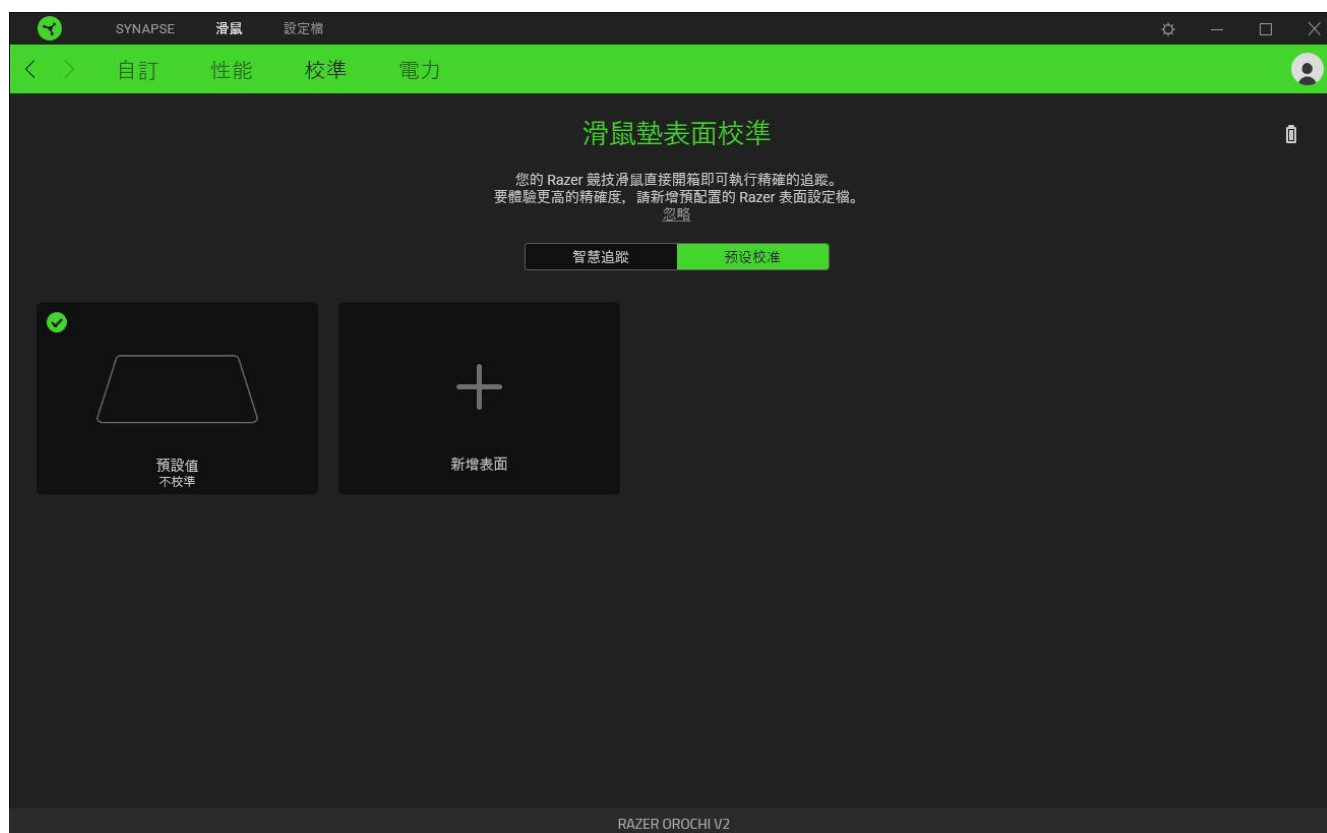 SYNAPSE 滑鼠 設定檔
自訂 性能 校準 電力
滑鼠墊表面校準
您的 Razer 競技滑鼠直接開箱即可執行精確的追蹤。
要體驗更高的精確度，請新增預配置的 Razer 表面設定檔。
忽略
智慧追蹤 预设校准
預設值
不校準
新增表面
RAZER OROCHI V2